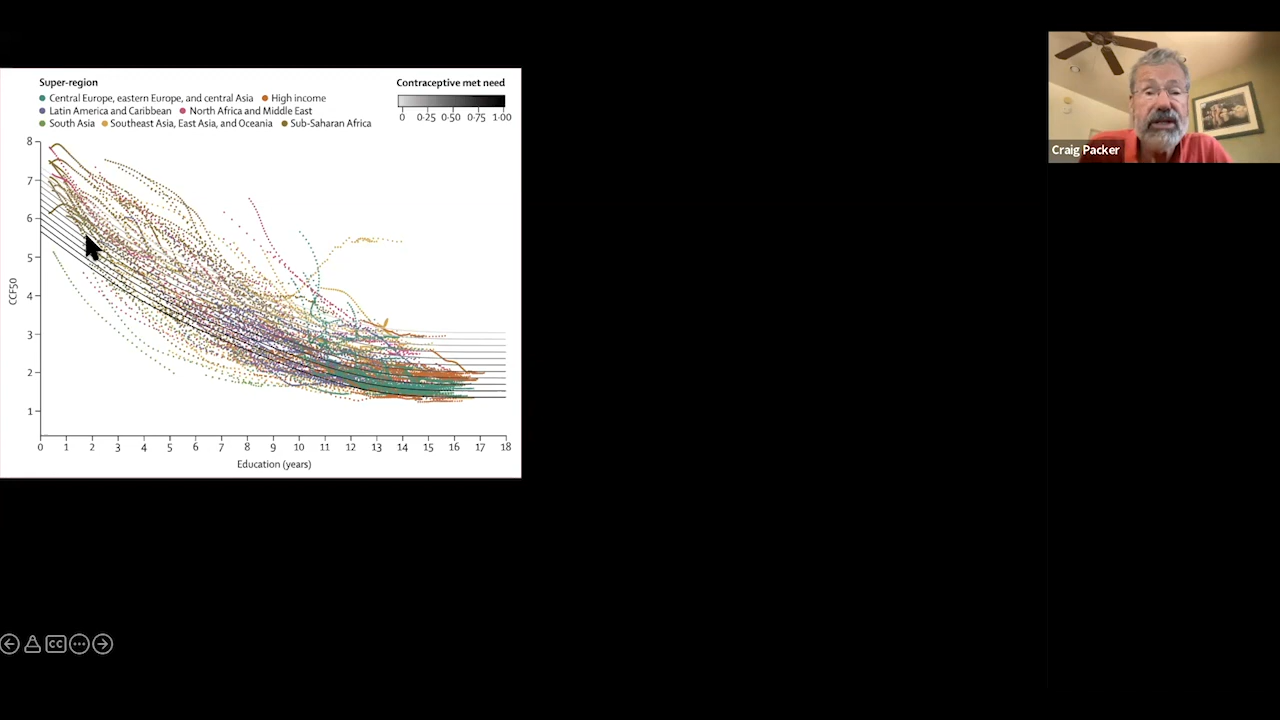 Super-region
Central Europe, eastern Europe, and central Asia High income
Latin America and Caribbean North Africa and Middle East
South Asia Southeast Asia, East Asia, and Oceania Sub-Saharan Africa
Contraceptive met need
0 0·25 0·50 0·75 1·00
8
7
6
5
4
3
2
1
CCF50
0 1 2 3 4 5 6 7 8 9 10 11 12 13 14 15 16 17 18
Education (years)
Craig Packer
CC